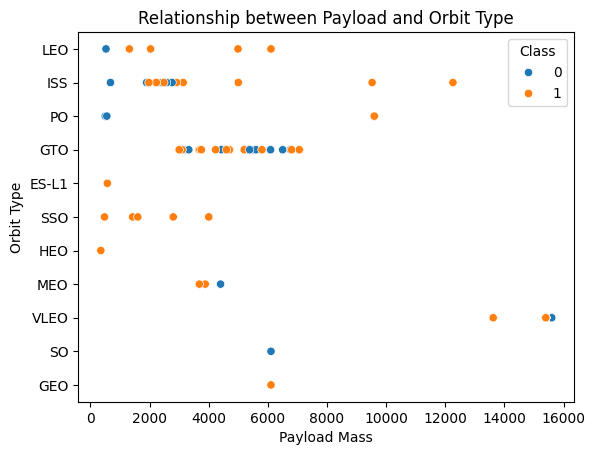 Relationship between Payload and Orbit Type
Orbit Type
LEO
ISS
PO
GTO
ES-L1
SSO
HEO
MEO
VLEO
SO
GEO
Class
0
1
0 2000 4000 6000 8000 10000 12000 14000 16000
Payload Mass